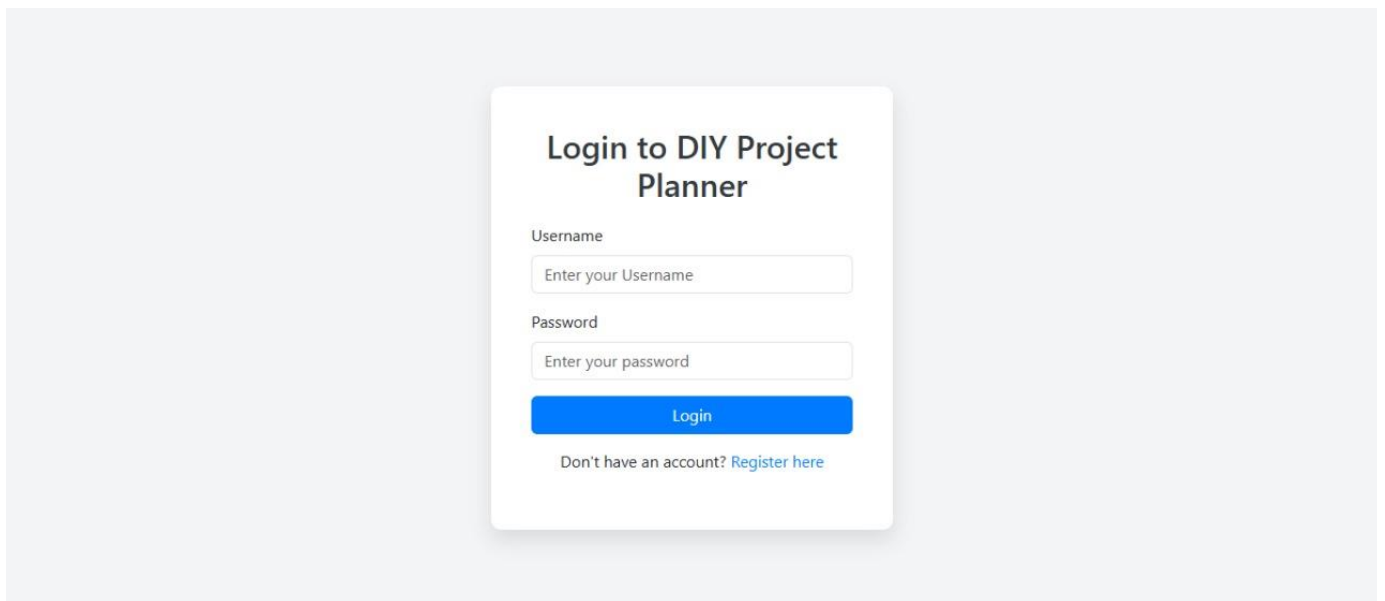 Login to DIY Project
Planner
Username
Enter your Username
Password
Enter your password
Login
Don't have an account? Register here